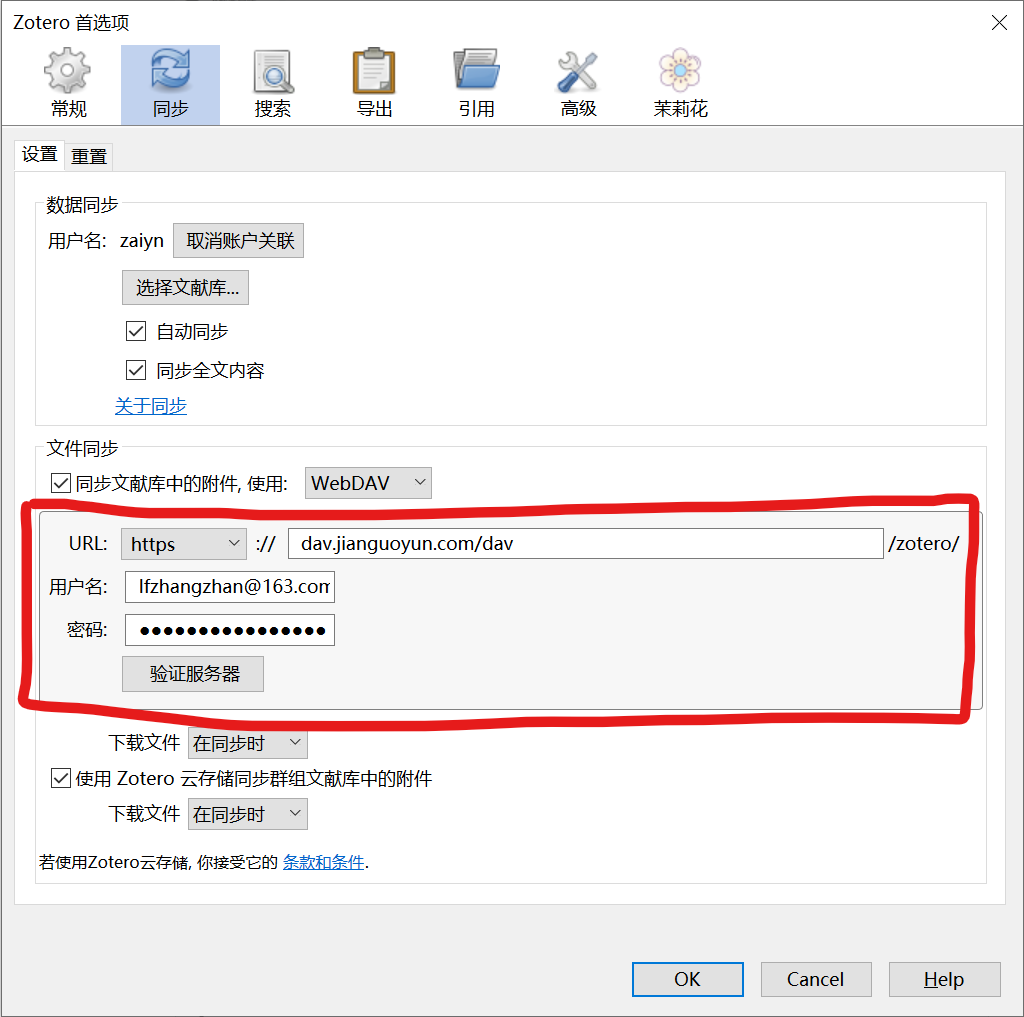 Zotero 首选项
常规 同步 搜索 导出 引用 高级 茉莉花
设置 重置
数据同步
用户名: zaiyn 取消账户关联
选择文献库...
自动同步
同步全文内容
关于同步
文件同步
同步文献库中的附件, 使用: WebDAV
URL: https :// dav.jianguoyun.com/dav /zotero/
用户名: lfzhangzhan@163.com
密码: ●●●●●●●●●●●●●●●●
验证服务器
下载文件 在同步时
使用 Zotero 云存储同步群组文献库中的附件
下载文件 在同步时
若使用Zotero云存储, 你接受它的 条款和条件.
OK Cancel Help